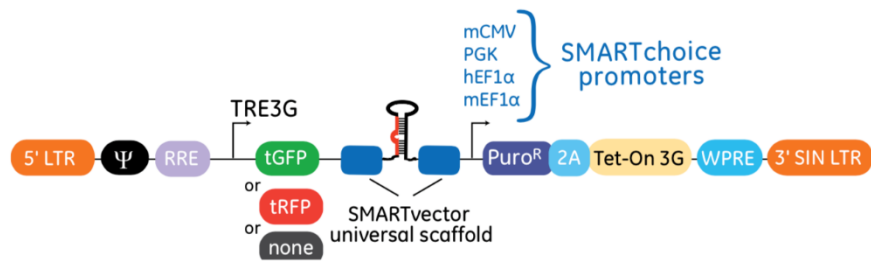 mCMV
PGK
hEF1α
mEF1α
SMARTchoice
promoters
TRE3G
5' LTR
Ψ
RRE
tGFP
Puroᴿ
2A
Tet-On 3G
WPRE
3' SIN LTR
or
tRFP
or
none
SMARTvector
universal scaffold